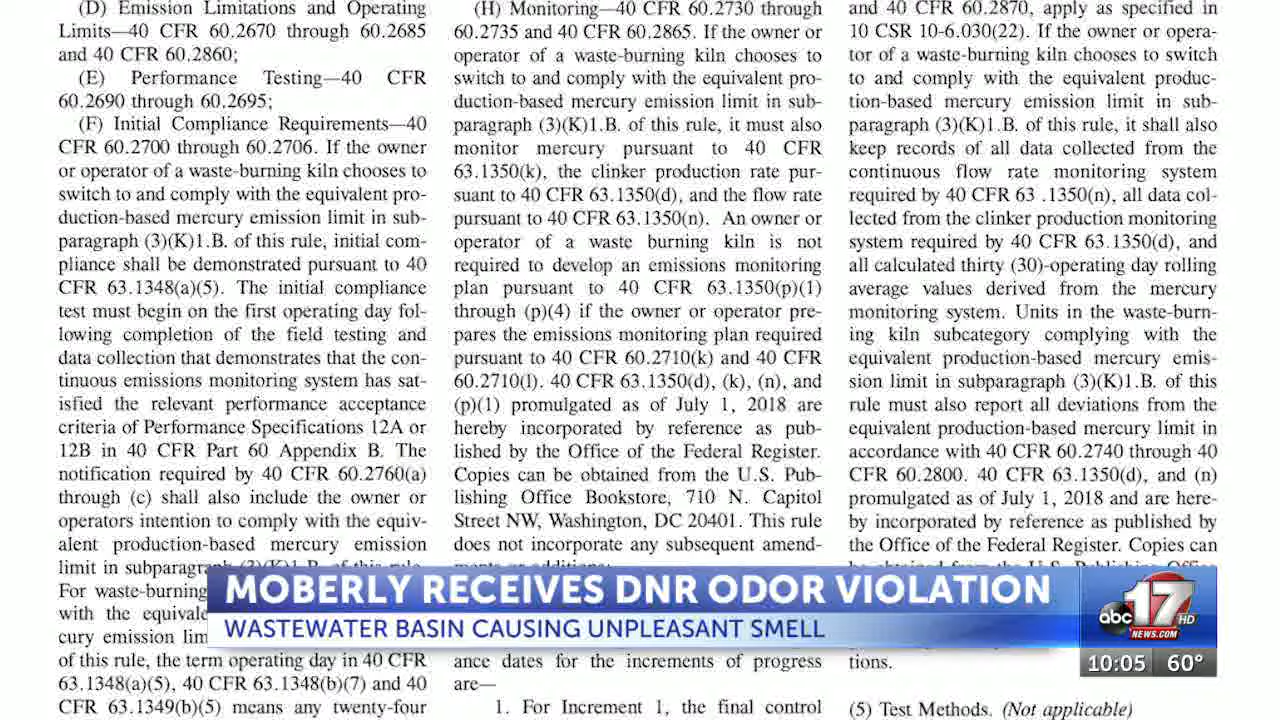 (D) Emission Limitations and Operating
Limits—40 CFR 60.2670 through 60.2685
and 40 CFR 60.2860;
(E) Performance Testing—40 CFR
60.2690 through 60.2695;
(F) Initial Compliance Requirements—40
CFR 60.2700 through 60.2706. If the owner
or operator of a waste-burning kiln chooses to
switch to and comply with the equivalent pro-
duction-based mercury emission limit in sub-
paragraph (3)(K)1.B. of this rule, initial com-
pliance shall be demonstrated pursuant to 40
CFR 63.1348(a)(5). The initial compliance
test must begin on the first operating day fol-
lowing completion of the field testing and
data collection that demonstrates that the con-
tinuous emissions monitoring system has sat-
isfied the relevant performance acceptance
criteria of Performance Specifications 12A or
12B in 40 CFR Part 60 Appendix B. The
notification required by 40 CFR 60.2760(a)
through (c) shall also include the owner or
operators intention to comply with the equiv-
alent production-based mercury emission
limit in subparagraph (3)(K)1.B. of this rule.
For waste-burning
with the equivale
cury emission lim
of this rule, the term operating day in 40 CFR
63.1348(a)(5), 40 CFR 63.1348(b)(7) and 40
CFR 63.1349(b)(5) means any twenty-four
(H) Monitoring—40 CFR 60.2730 through
60.2735 and 40 CFR 60.2865. If the owner or
operator of a waste-burning kiln chooses to
switch to and comply with the equivalent pro-
duction-based mercury emission limit in sub-
paragraph (3)(K)1.B. of this rule, it must also
monitor mercury pursuant to 40 CFR
63.1350(k), the clinker production rate pur-
suant to 40 CFR 63.1350(d), and the flow rate
pursuant to 40 CFR 63.1350(n). An owner or
operator of a waste burning kiln is not
required to develop an emissions monitoring
plan pursuant to 40 CFR 63.1350(p)(1)
through (p)(4) if the owner or operator pre-
pares the emissions monitoring plan required
pursuant to 40 CFR 60.2710(k) and 40 CFR
60.2710(l). 40 CFR 63.1350(d), (k), (n), and
(p)(1) promulgated as of July 1, 2018 are
hereby incorporated by reference as pub-
lished by the Office of the Federal Register.
Copies can be obtained from the U.S. Pub-
lishing Office Bookstore, 710 N. Capitol
Street NW, Washington, DC 20401. This rule
does not incorporate any subsequent amend-
ments or additions;
ance dates for the increments of progress
are—
1. For Increment 1, the final control
and 40 CFR 60.2870, apply as specified in
10 CSR 10-6.030(22). If the owner or opera-
tor of a waste-burning kiln chooses to switch
to and comply with the equivalent produc-
tion-based mercury emission limit in sub-
paragraph (3)(K)1.B. of this rule, it shall also
keep records of all data collected from the
continuous flow rate monitoring system
required by 40 CFR 63 .1350(n), all data col-
lected from the clinker production monitoring
system required by 40 CFR 63.1350(d), and
all calculated thirty (30)-operating day rolling
average values derived from the mercury
monitoring system. Units in the waste-burn-
ing kiln subcategory complying with the
equivalent production-based mercury emis-
sion limit in subparagraph (3)(K)1.B. of this
rule must also report all deviations from the
equivalent production-based mercury limit in
accordance with 40 CFR 60.2740 through 40
CFR 60.2800. 40 CFR 63.1350(d), and (n)
promulgated as of July 1, 2018 and are here-
by incorporated by reference as published by
the Office of the Federal Register. Copies can
be obtained from the U.S. Publishing Office
tions.
(5) Test Methods. (Not applicable)
MOBERLY RECEIVES DNR ODOR VIOLATION
WASTEWATER BASIN CAUSING UNPLEASANT SMELL
abc 17 HD
NEWS.COM
10:05 60°